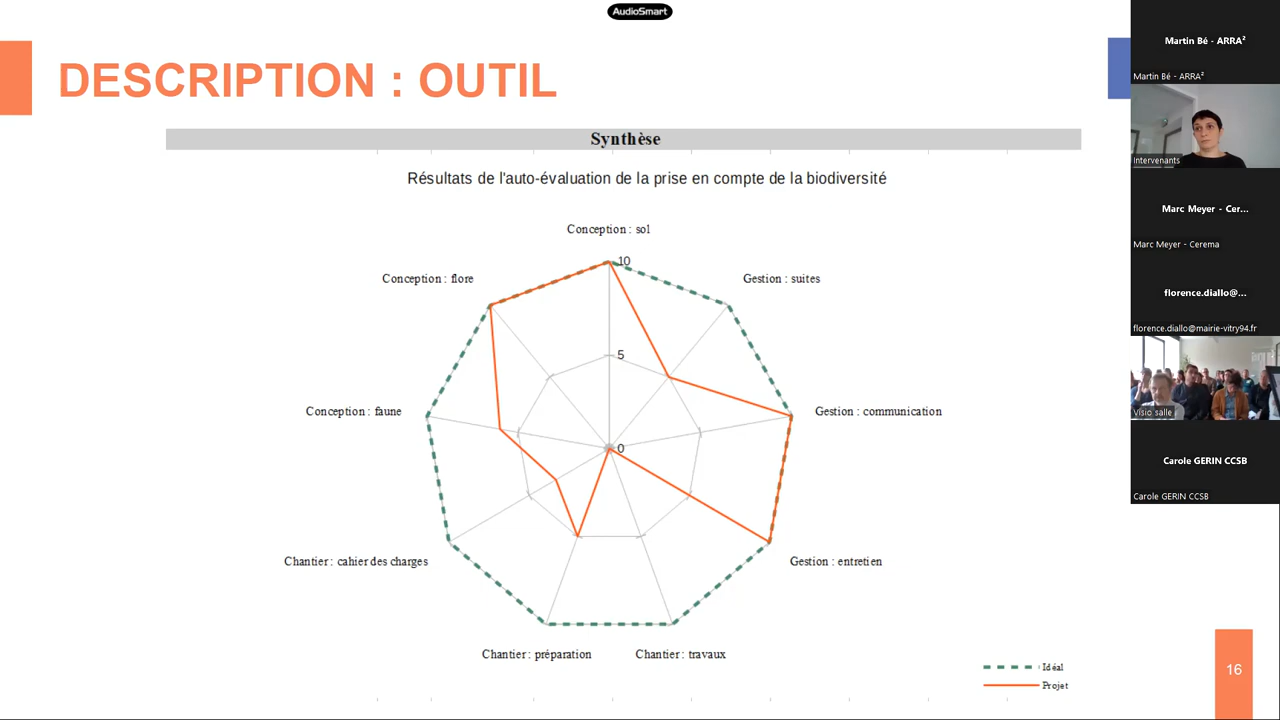 AudioSmart
DESCRIPTION : OUTIL
Synthèse
Résultats de l'auto-évaluation de la prise en compte de la biodiversité
Conception : sol
Conception : flore
10
Gestion : suites
5
Conception : faune
Gestion : communication
0
Chantier : cahier des charges
Gestion : entretien
Chantier : préparation
Chantier : travaux
Idéal
Projet
16
Martin Bé - ARRA²
Martin Bé - ARRA²
Intervenants
Marc Meyer - Cer...
Marc Meyer - Cerema
florence.diallo@...
florence.diallo@mairie-vitry94.fr
Visio salle
Carole GERIN CCSB
Carole GERIN CCSB